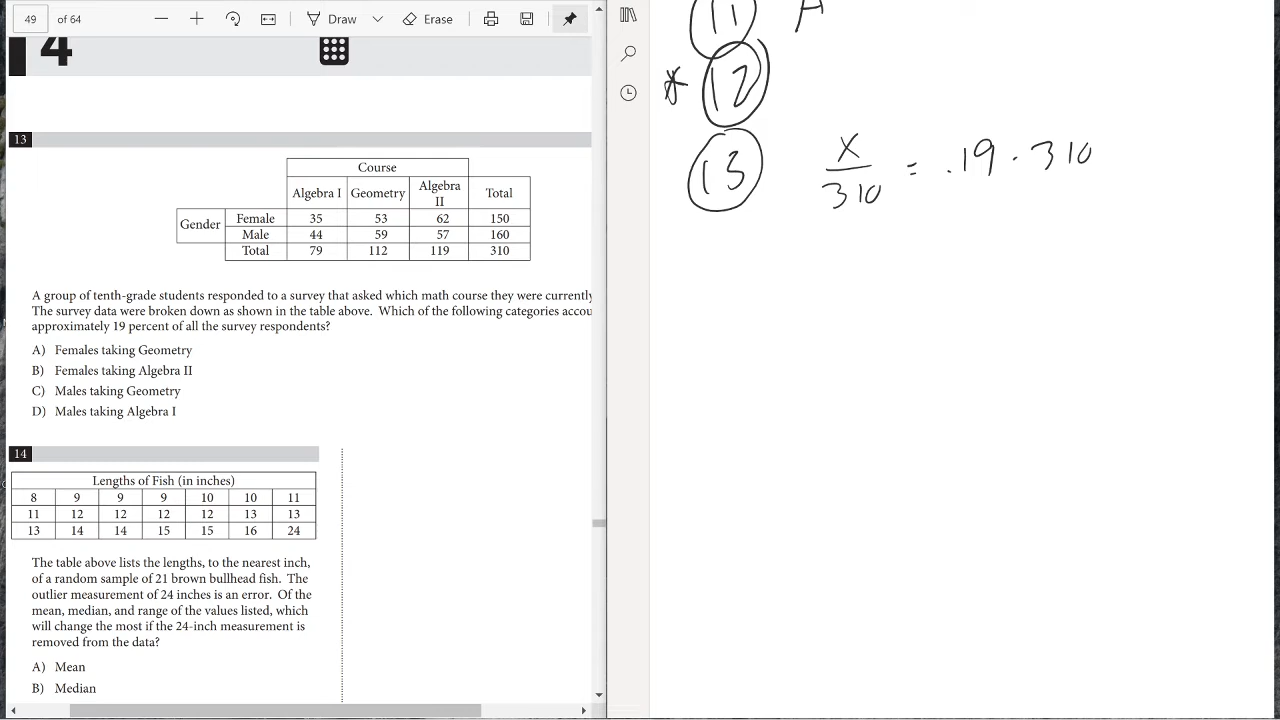 49 of 64 Draw Erase
4
13
Course
Algebra I Geometry Algebra II Total
Gender Female 35 53 62 150
Male 44 59 57 160
Total 79 112 119 310
A group of tenth-grade students responded to a survey that asked which math course they were currently
The survey data were broken down as shown in the table above. Which of the following categories accou
approximately 19 percent of all the survey respondents?
A) Females taking Geometry
B) Females taking Algebra II
C) Males taking Geometry
D) Males taking Algebra I
14
Lengths of Fish (in inches)
8 9 9 9 10 10 11
11 12 12 12 12 13 13
13 14 14 15 15 16 24
The table above lists the lengths, to the nearest inch,
of a random sample of 21 brown bullhead fish. The
outlier measurement of 24 inches is an error. Of the
mean, median, and range of the values listed, which
will change the most if the 24-inch measurement is
removed from the data?
A) Mean
B) Median
11 A
* 12
13 x/310 = .19 · 310